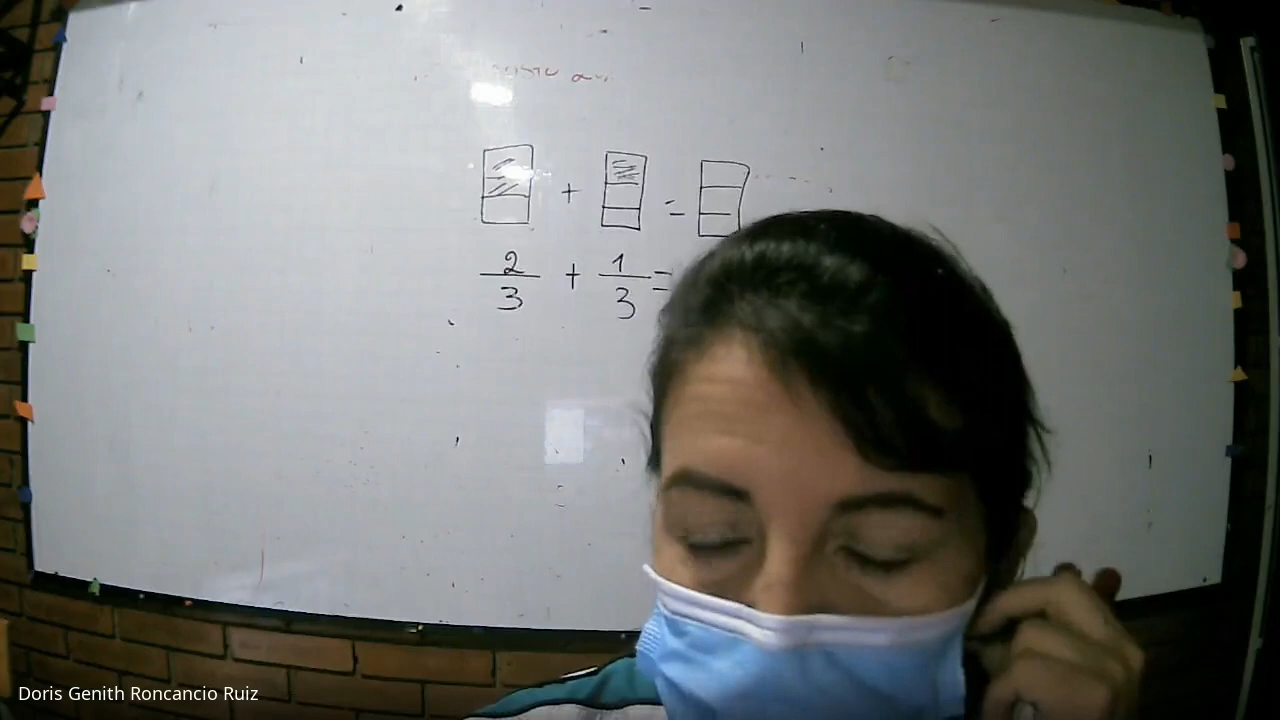 + =
2/3 + 1/3 =
Doris Genith Roncancio Ruiz